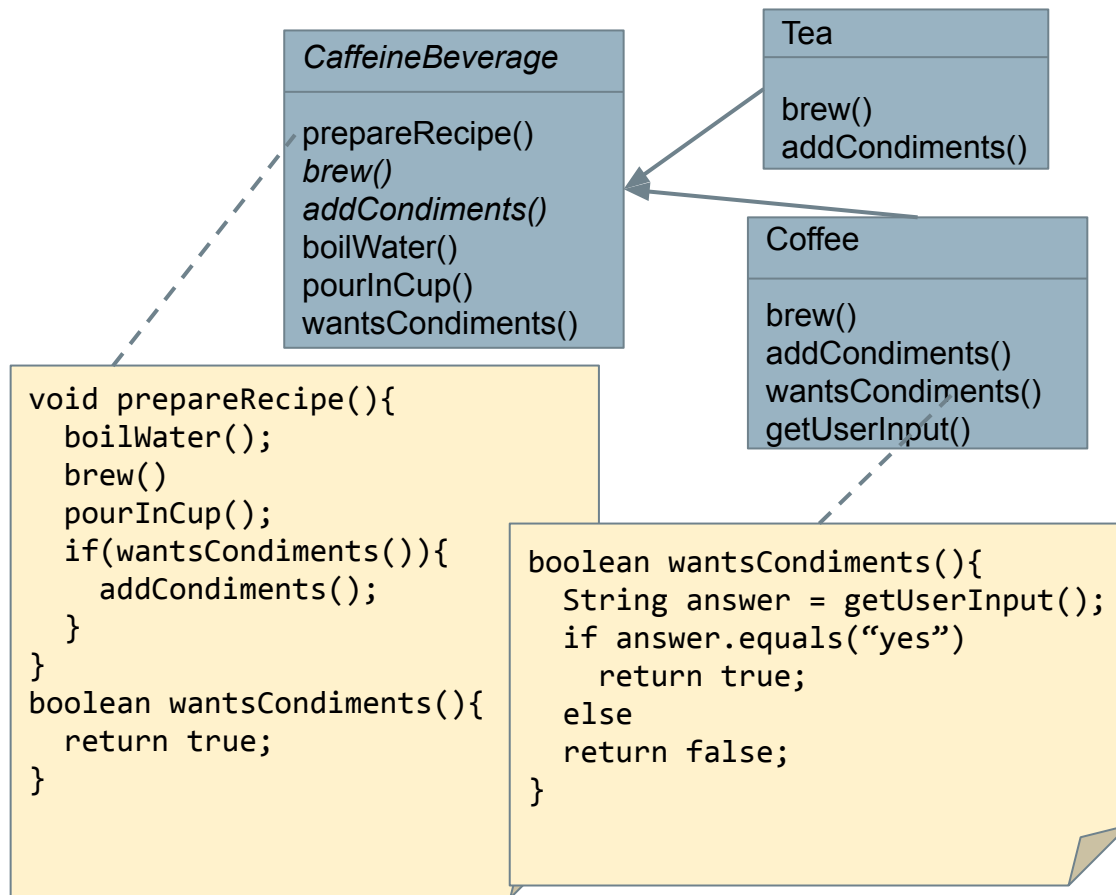 CaffeineBeverage
prepareRecipe()
brew()
addCondiments()
boilWater()
pourInCup()
wantsCondiments()
Tea
brew()
addCondiments()
Coffee
brew()
addCondiments()
wantsCondiments()
getUserInput()
void prepareRecipe(){
  boilWater();
  brew()
  pourInCup();
  if(wantsCondiments()){
    addCondiments();
  }
}
boolean wantsCondiments(){
  return true;
}
boolean wantsCondiments(){
  String answer = getUserInput();
  if answer.equals(“yes”)
    return true;
  else
  return false;
}